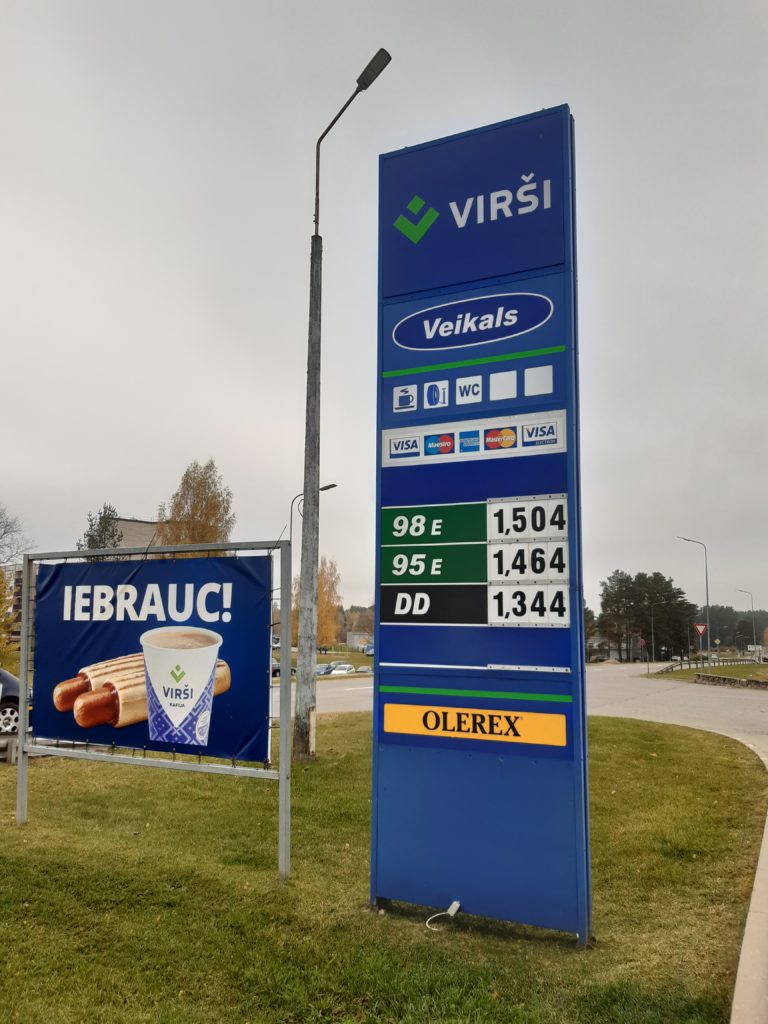 VIRŠI
Veikals
WC
VISA Maestro MasterCard VISA
ELECTRON
98 E 1,504
95 E 1,464
DD 1,344
OLEREX
IEBRAUC!
VIRŠI
KAFIJA